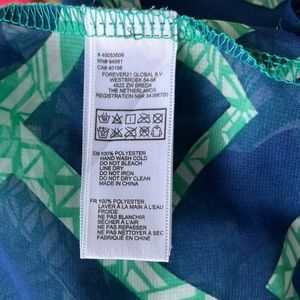 # 40053506
RN# 94981
CA# 40198
FOREVER21 GLOBAL B.V.
WESTBROEK 64-66
4822 ZW BREDA
THE NETHERLANDS
REGISTRATION NBR 34386700
EN 100% POLYESTER
HAND WASH COLD
DO NOT BLEACH
LINE DRY
DO NOT IRON
DO NOT DRY CLEAN
MADE IN CHINA
FR 100% POLYESTER
LAVER À LA MAIN À L'EAU
FROIDE
NE PAS BLANCHIR
SÉCHER À L'AIR
NE PAS REPASSER
NE PAS NETTOYER À SEC
FABRIQUÉ EN CHINE